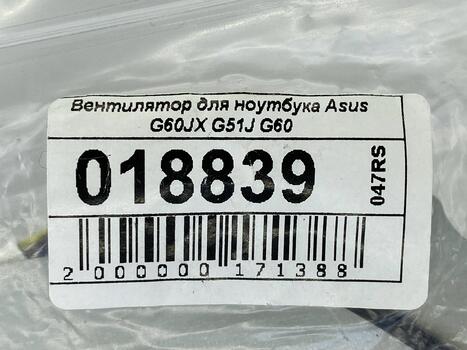 Вентилятор для ноутбука Asus
G60JX G51J G60
018839
047RS
2 000000 171388